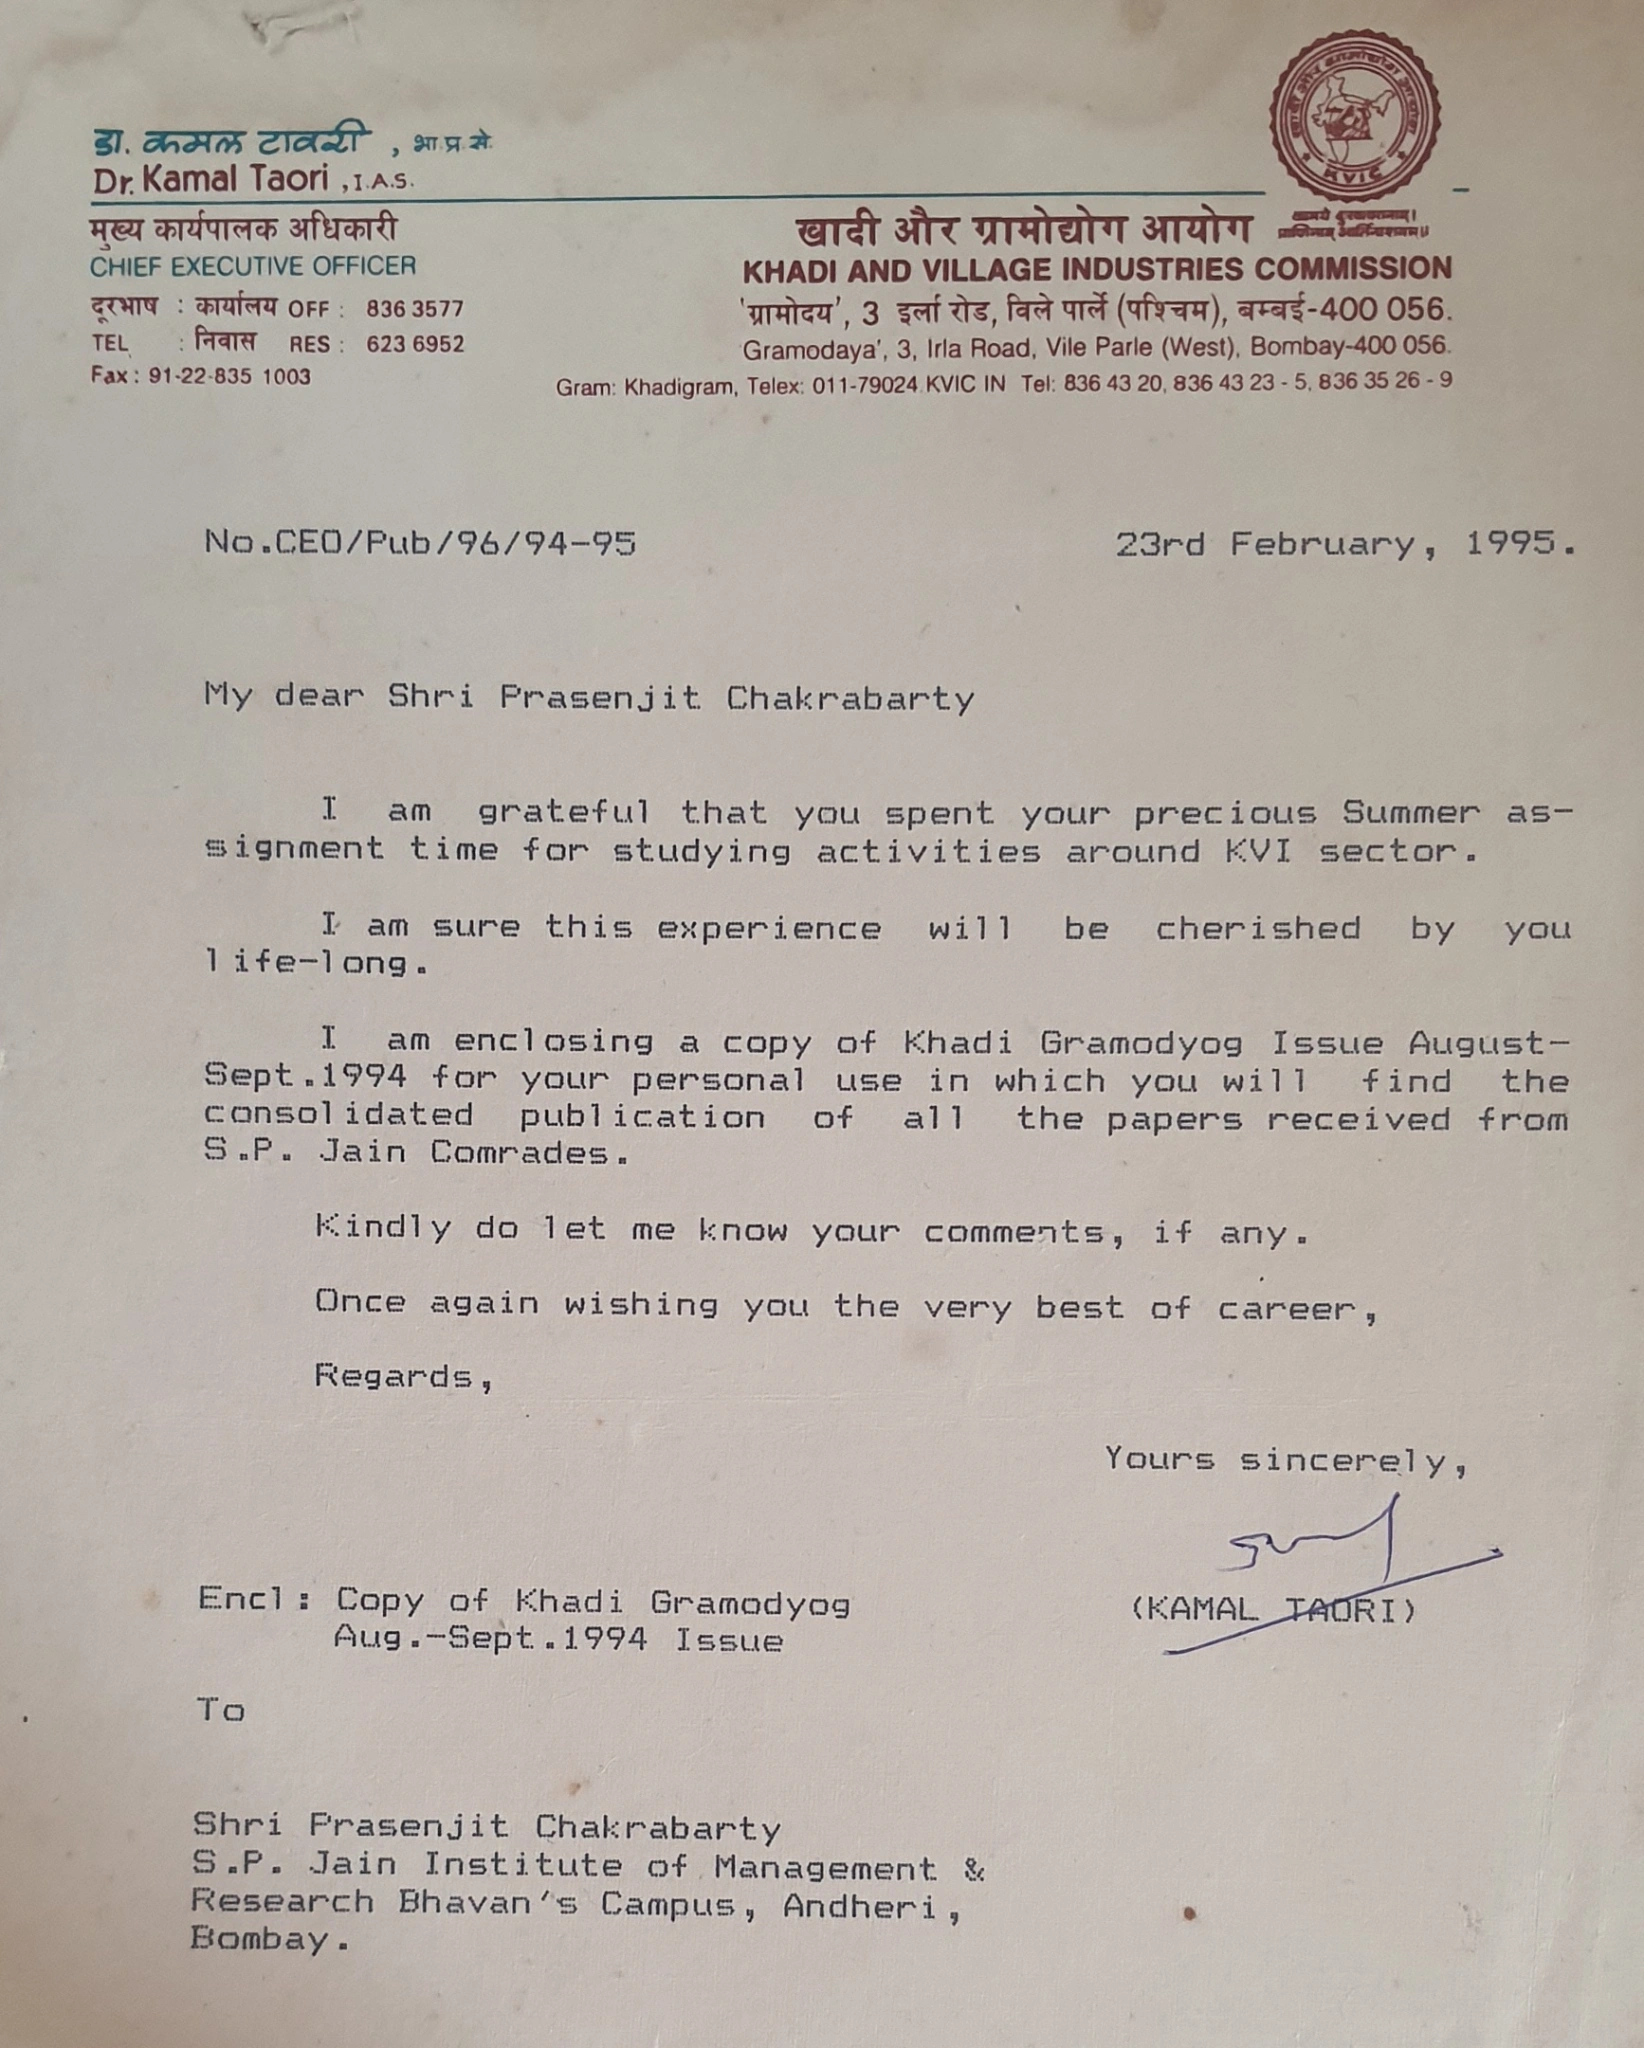 डा. कमल टावरी, भा.प्र.से.
Dr. Kamal Taori, I.A.S.
मुख्य कार्यपालक अधिकारी
CHIEF EXECUTIVE OFFICER
दूरभाष : कार्यालय OFF : 836 3577
TEL : निवास RES : 623 6952
Fax : 91-22-835 1003
KVIC
खादी और ग्रामोद्योग आयोग
KHADI AND VILLAGE INDUSTRIES COMMISSION
'ग्रामोदय', 3 इर्ला रोड, विले पार्ले (पश्चिम), बम्बई-400 056.
Gramodaya', 3, Irla Road, Vile Parle (West), Bombay-400 056.
Gram: Khadigram, Telex: 011-79024 KVIC IN Tel: 836 43 20, 836 43 23 - 5, 836 35 26 - 9
No.CEO/Pub/96/94-95 23rd February, 1995.
My dear Shri Prasenjit Chakrabarty
I am grateful that you spent your precious Summer as-
signment time for studying activities around KVI sector.
I am sure this experience will be cherished by you
life-long.
I am enclosing a copy of Khadi Gramodyog Issue August-
Sept.1994 for your personal use in which you will find the
consolidated publication of all the papers received from
S.P. Jain Comrades.
Kindly do let me know your comments, if any.
Once again wishing you the very best of career,
Regards,
Yours sincerely,
(KAMAL TAORI)
Encl: Copy of Khadi Gramodyog
Aug.-Sept.1994 Issue
To
Shri Prasenjit Chakrabarty
S.P. Jain Institute of Management &
Research Bhavan's Campus, Andheri,
Bombay.